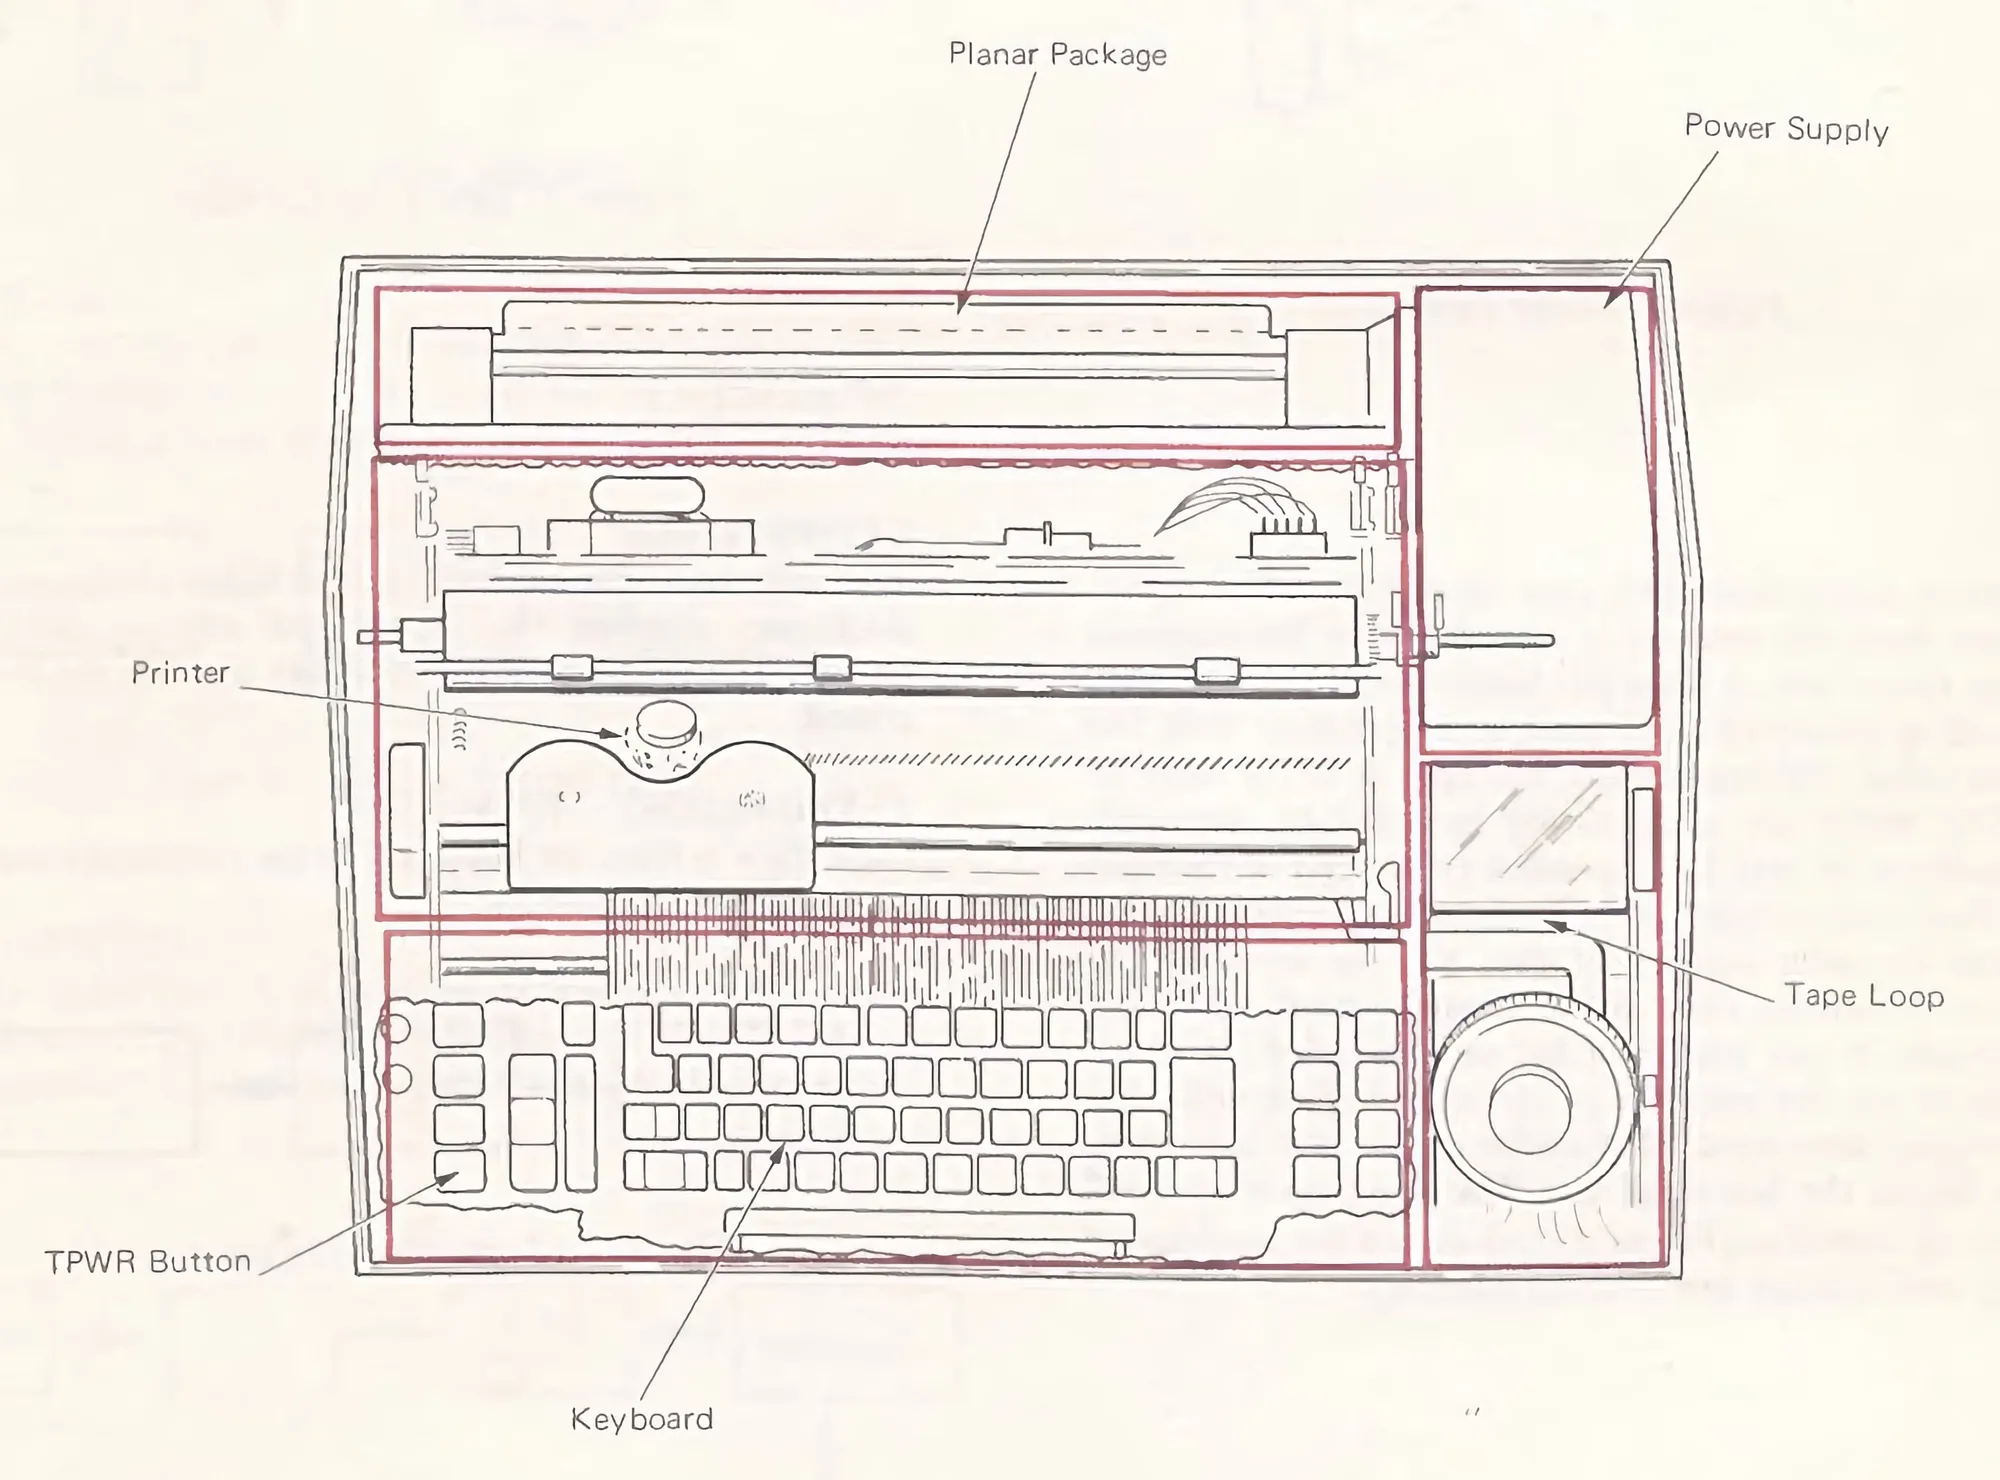 Planar Package
Power Supply
Printer
Tape Loop
TPWR Button
Keyboard